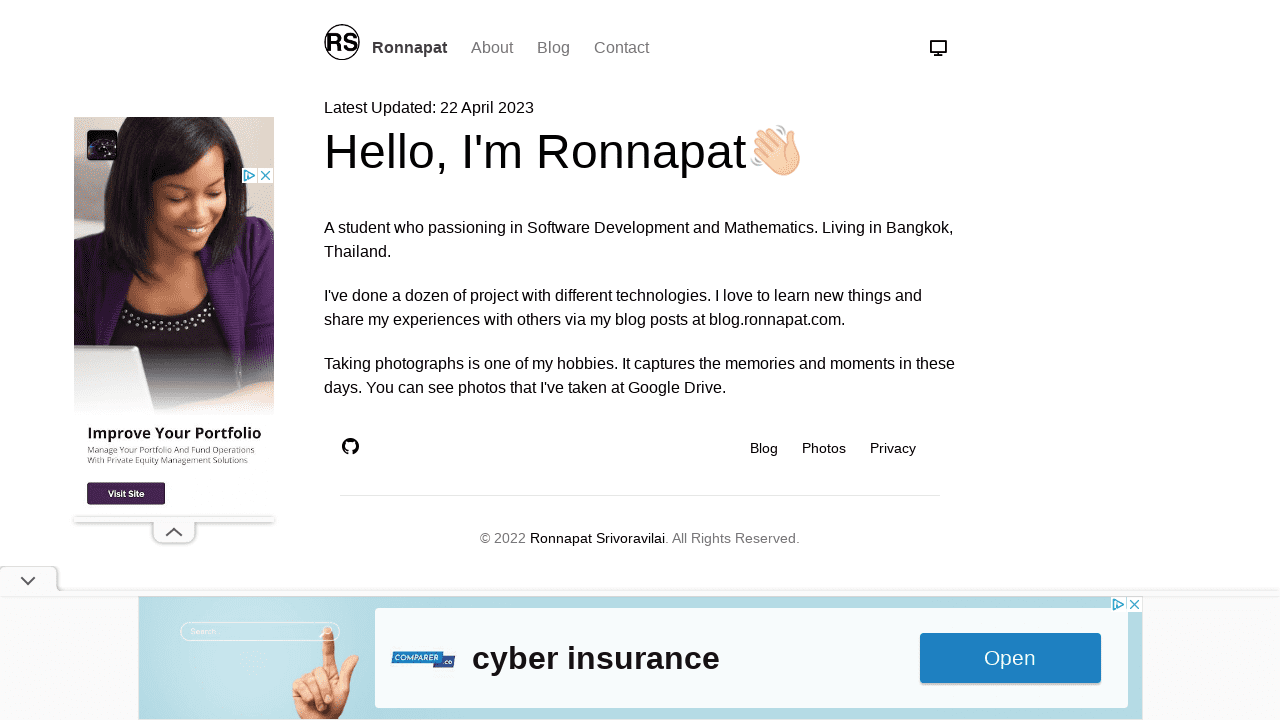 RS Ronnapat About Blog Contact
Latest Updated: 22 April 2023
Hello, I'm Ronnapat
A student who passioning in Software Development and Mathematics. Living in Bangkok,
Thailand.
I've done a dozen of project with different technologies. I love to learn new things and
share my experiences with others via my blog posts at blog.ronnapat.com.
Taking photographs is one of my hobbies. It captures the memories and moments in these
days. You can see photos that I've taken at Google Drive.
Improve Your Portfolio
Manage Your Portfolio And Fund Operations
With Private Equity Management Solutions
Visit Site
Blog Photos Privacy
© 2022 Ronnapat Srivoravilai. All Rights Reserved.
Search
COMPARER.co
cyber insurance
Open